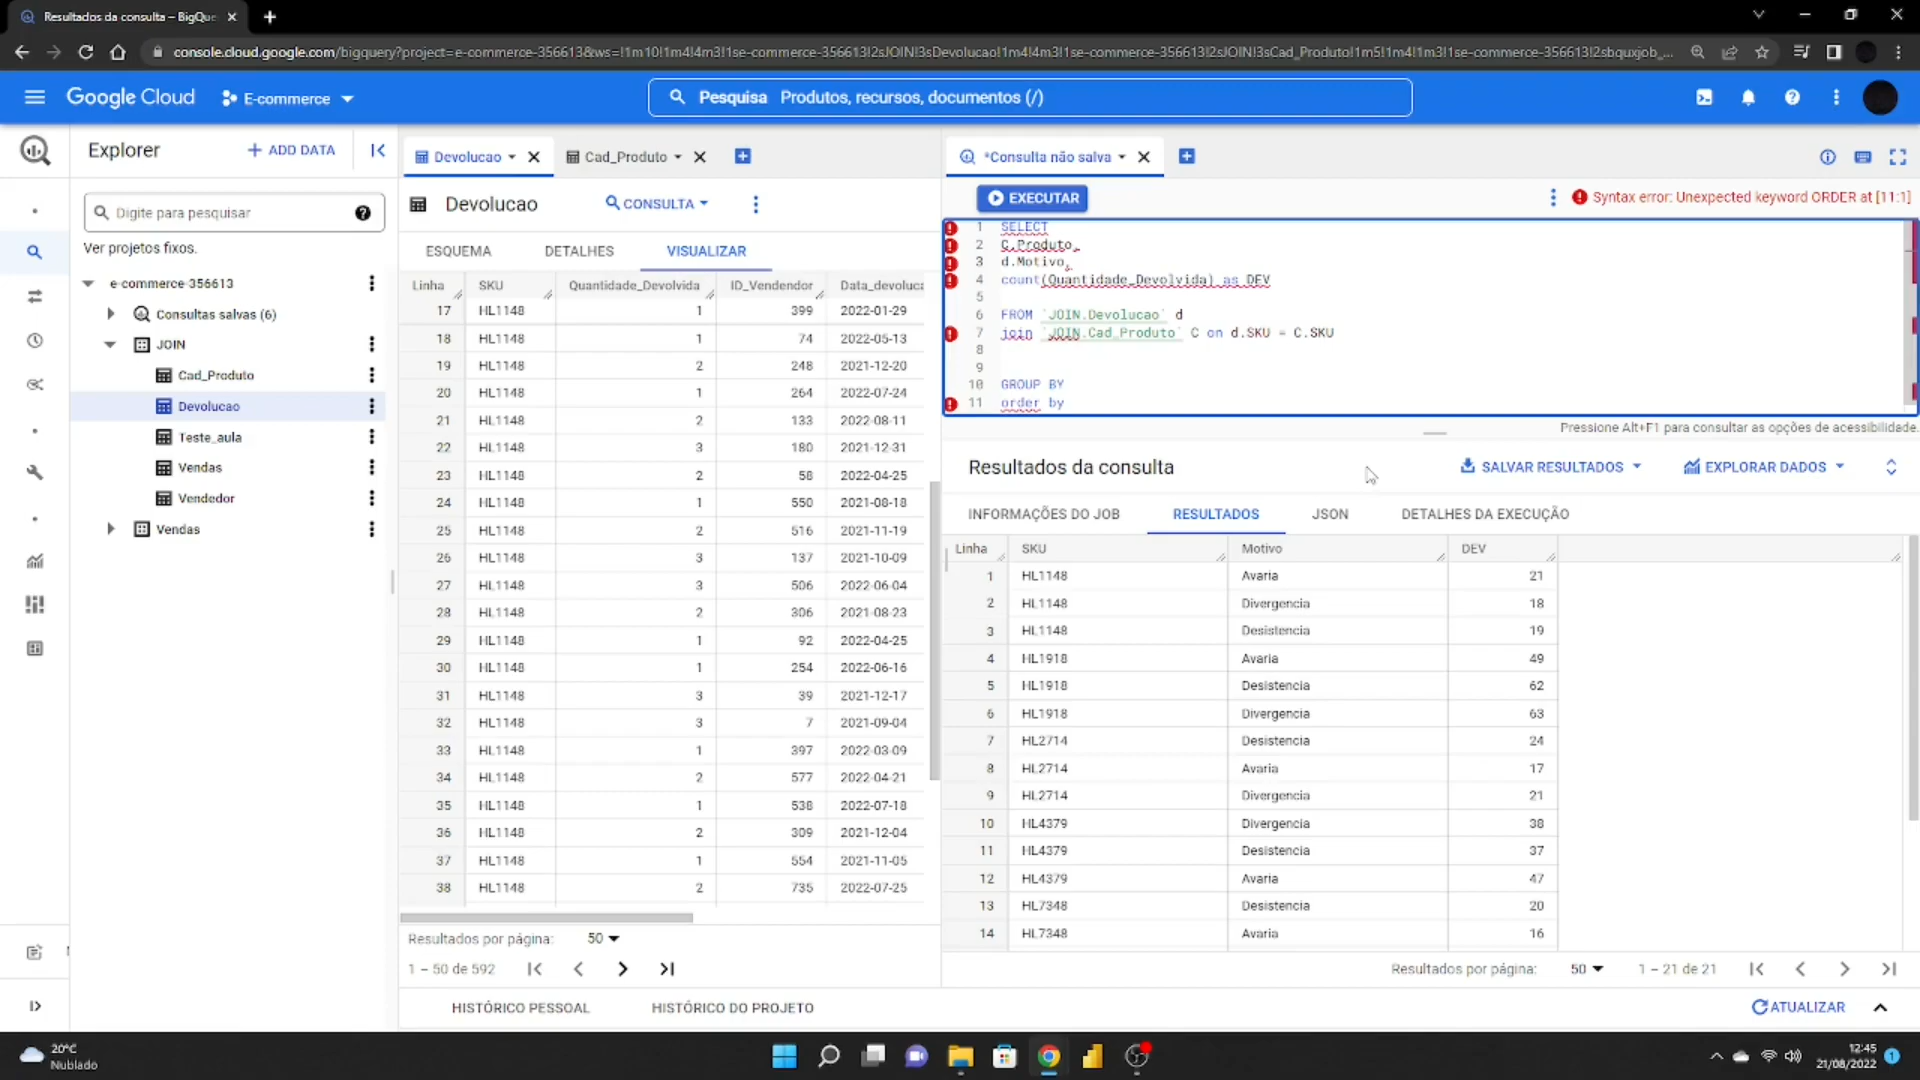 Resultados da consulta – BigQue
console.cloud.google.com/bigquery?project=e-commerce-356613&ws=!1m10!1m4!4m3!1se-commerce-356613!2sJOIN!3sDevolucao!1m4!4m3!1se-commerce-356613!2sJOIN!3sCad_Produto!1m5!1m4!1m3!1se-commerce-356613!2sbquxjob_...
Google Cloud
E-commerce
Pesquisa Produtos, recursos, documentos (/)
Explorer
+ ADD DATA
Digite para pesquisar
Ver projetos fixos.
e-commerce-356613
Consultas salvas (6)
JOIN
Cad_Produto
Devolucao
Teste_aula
Vendas
Vendedor
Vendas
Devolucao
Cad_Produto
Devolucao
CONSULTA
ESQUEMA DETALHES VISUALIZAR
Linha SKU Quantidade_Devolvida ID_Vendendor Data_devoluca
17 HL1148 1 399 2022-01-29
18 HL1148 1 74 2022-05-13
19 HL1148 2 248 2021-12-20
20 HL1148 1 264 2022-07-24
21 HL1148 2 133 2022-08-11
22 HL1148 3 180 2021-12-31
23 HL1148 2 58 2022-04-25
24 HL1148 1 550 2021-08-18
25 HL1148 2 516 2021-11-19
26 HL1148 3 137 2021-10-09
27 HL1148 3 506 2022-06-04
28 HL1148 2 306 2021-08-23
29 HL1148 1 92 2022-04-25
30 HL1148 1 254 2022-06-16
31 HL1148 3 39 2021-12-17
32 HL1148 3 7 2021-09-04
33 HL1148 1 397 2022-03-09
34 HL1148 2 577 2022-04-21
35 HL1148 1 538 2022-07-18
36 HL1148 2 309 2021-12-04
37 HL1148 1 554 2021-11-05
38 HL1148 2 735 2022-07-25
Resultados por página: 50
1 – 50 de 592
*Consulta não salva
EXECUTAR
Syntax error: Unexpected keyword ORDER at [11:1]
1 SELECT
2 C.Produto,
3 d.Motivo,
4 count(Quantidade_Devolvida) as DEV
5
6 FROM `JOIN.Devolucao` d
7 join `JOIN.Cad_Produto` C on d.SKU = C.SKU
8
9
10 GROUP BY
11 order by
Pressione Alt+F1 para consultar as opções de acessibilidade.
Resultados da consulta
SALVAR RESULTADOS
EXPLORAR DADOS
INFORMAÇÕES DO JOB RESULTADOS JSON DETALHES DA EXECUÇÃO
Linha SKU Motivo DEV
1 HL1148 Avaria 21
2 HL1148 Divergencia 18
3 HL1148 Desistencia 19
4 HL1918 Avaria 49
5 HL1918 Desistencia 62
6 HL1918 Divergencia 63
7 HL2714 Desistencia 24
8 HL2714 Avaria 17
9 HL2714 Divergencia 21
10 HL4379 Divergencia 38
11 HL4379 Desistencia 37
12 HL4379 Avaria 47
13 HL7348 Desistencia 20
14 HL7348 Avaria 16
Resultados por página: 50 1 – 21 de 21
HISTÓRICO PESSOAL HISTÓRICO DO PROJETO
ATUALIZAR
20°C
Nublado
12:45
21/08/2022
1